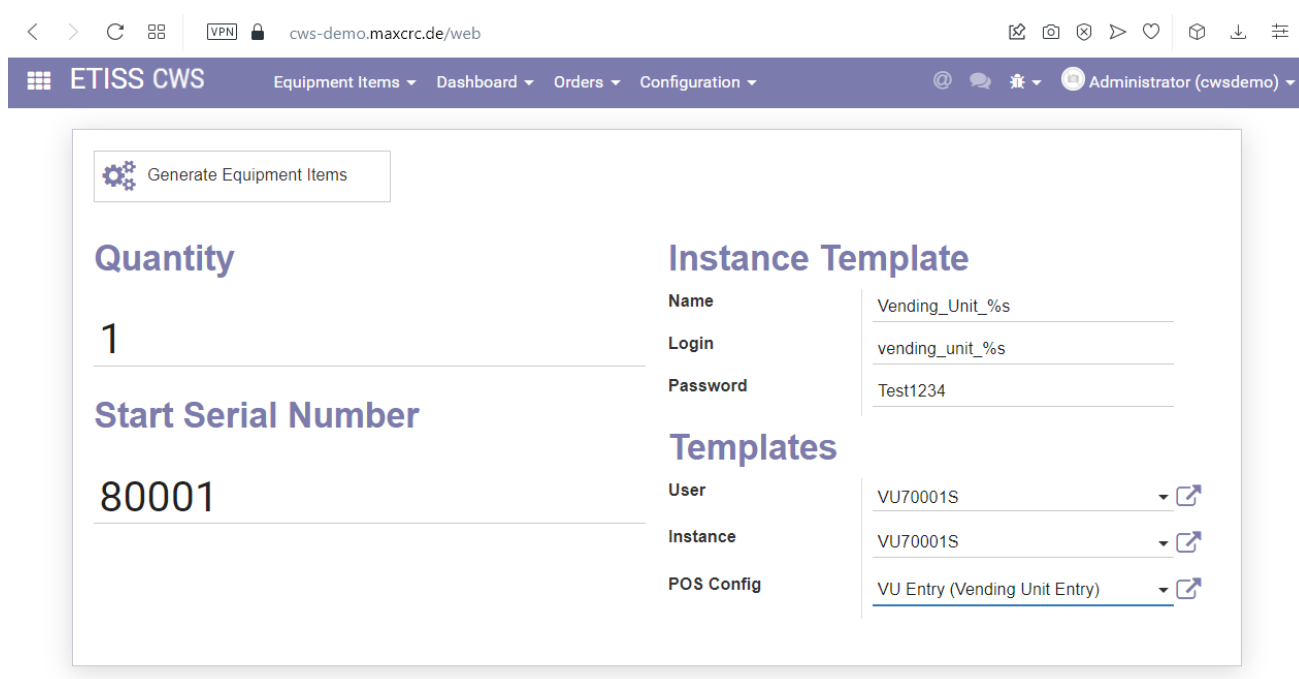 VPN cws-demo.maxcrc.de/web
ETISS CWS Equipment Items Dashboard Orders Configuration @ Administrator (cwsdemo)
Generate Equipment Items
Quantity
1
Start Serial Number
80001
Instance Template
Name Vending_Unit_%s
Login vending_unit_%s
Password Test1234
Templates
User VU70001S
Instance VU70001S
POS Config VU Entry (Vending Unit Entry)